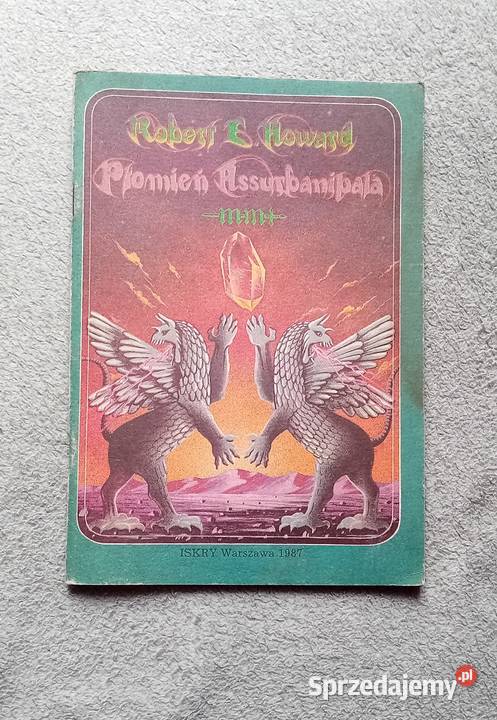 Robert E. Howard
Płomień Assurbanipala
ISKRY Warszawa 1987
Sprzedajemy.pl